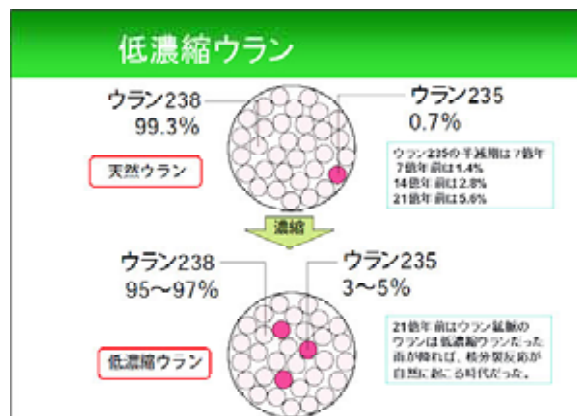 低濃縮ウラン
ウラン238
99.3%
ウラン235
0.7%
天然ウラン
ウラン235の半減期は7億年
7億年前は1.4%
14億年前は2.8%
21億年前は5.6%
濃縮
ウラン238
95～97%
ウラン235
3～5%
低濃縮ウラン
21億年前はウラン鉱脈の
ウランは低濃縮ウランだった
雨が降れば、核分裂反応が
自然に起こる時代だった。